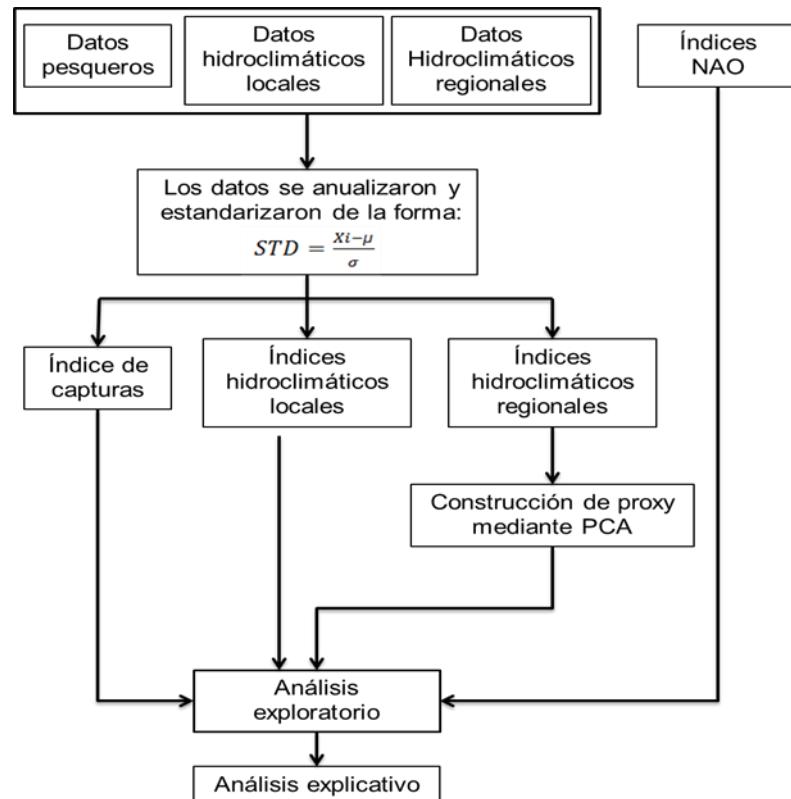 Datos
pesqueros
Datos
hidroclimáticos
locales
Datos
Hidroclimáticos
regionales
Índices
NAO
Los datos se anualizaron y
estandarizaron de la forma:
STD = \frac{Xi-μ}{σ}
Índice de
capturas
Índices
hidroclimáticos
locales
Índices
hidroclimáticos
regionales
Construcción de proxy
mediante PCA
Análisis
exploratorio
Análisis explicativo